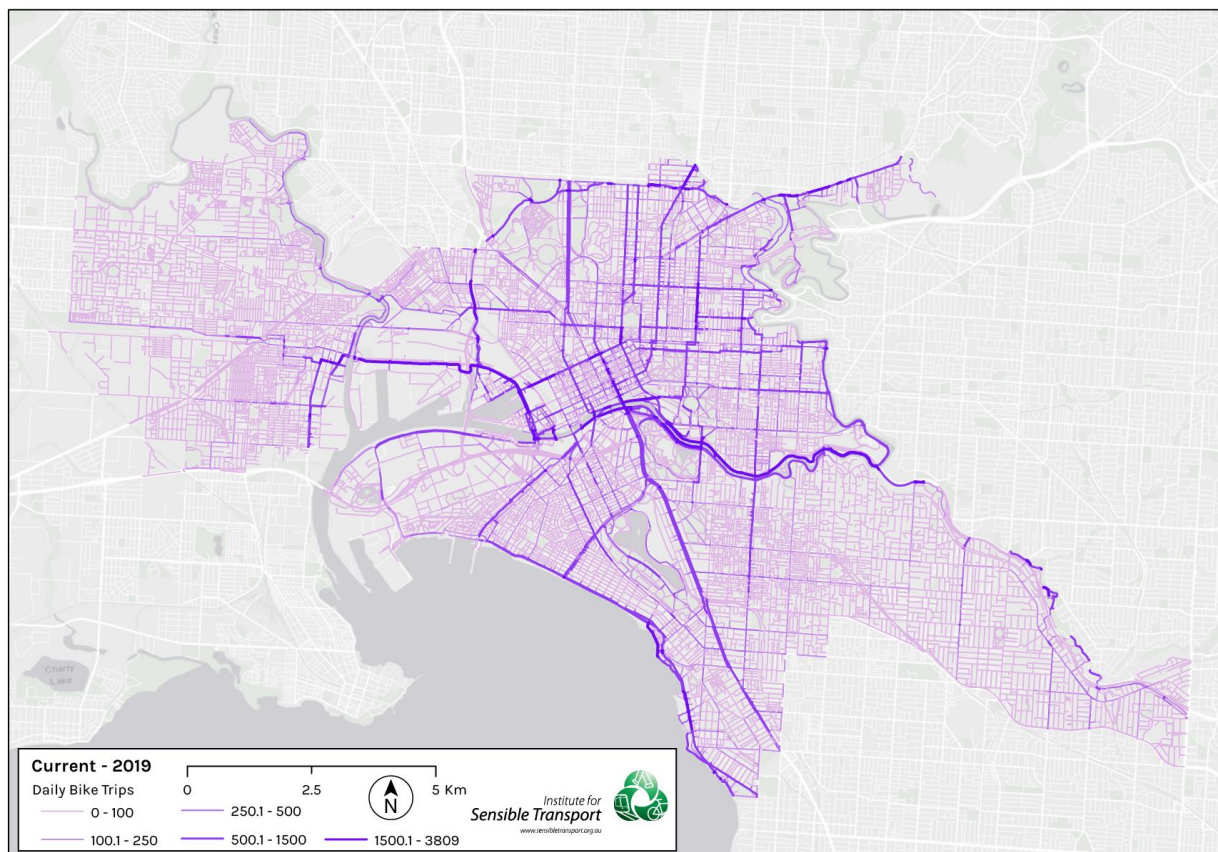 Cherry
Lake
Current - 2019
Daily Bike Trips
0 2.5 5 Km
N
0 - 100
250.1 - 500
100.1 - 250
500.1 - 1500
1500.1 - 3809
Institute for
Sensible Transport
www.sensibletransport.org.au